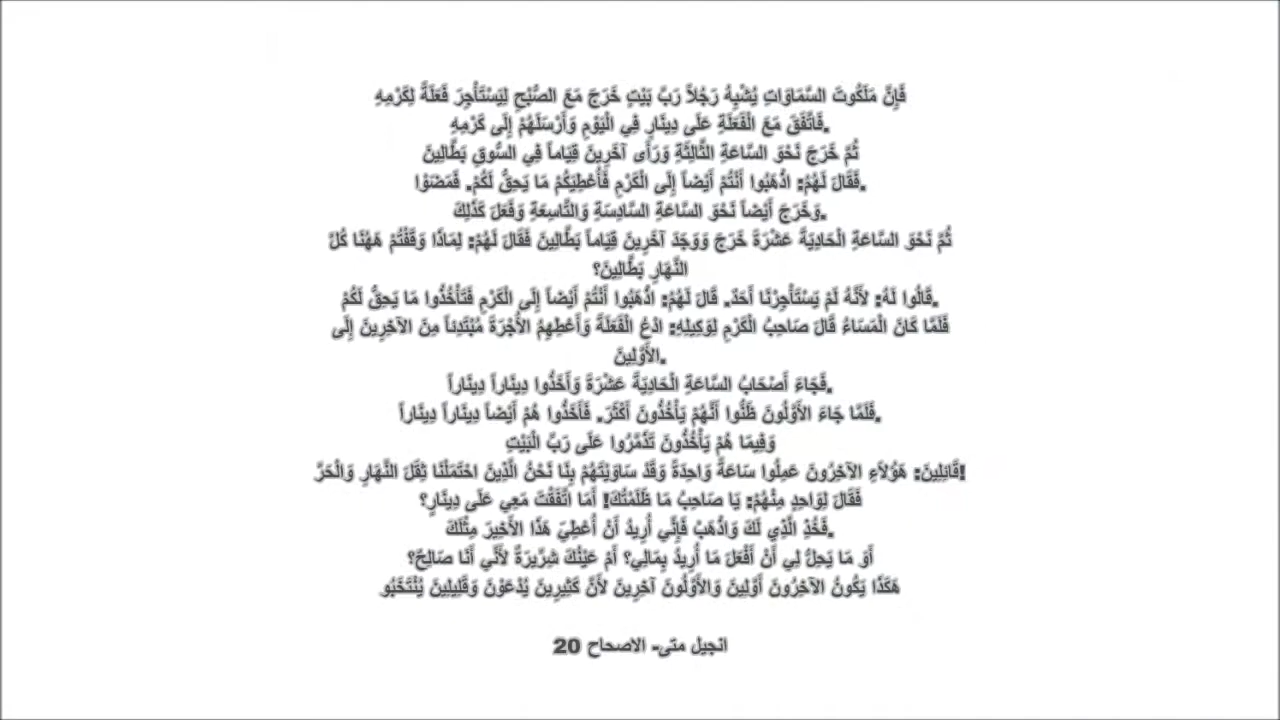 فَإِنَّ مَلَكُوتَ السَّمَاوَاتِ يُشْبِهُ رَجُلاً رَبَّ بَيْتٍ خَرَجَ مَعَ الصُّبْحِ لِيَسْتَأْجِرَ فَعَلَةً لِكَرْمِهِ
فَاتَّفَقَ مَعَ الْفَعَلَةِ عَلَى دِينَارٍ فِي الْيَوْمِ وَأَرْسَلَهُمْ إِلَى كَرْمِهِ.
ثُمَّ خَرَجَ نَحْوَ السَّاعَةِ الثَّالِثَةِ وَرَأَى آخَرِينَ قِيَاماً فِي السُّوقِ بَطَّالِينَ
فَقَالَ لَهُمُ: اذْهَبُوا أَنْتُمْ أَيْضاً إِلَى الْكَرْمِ فَأُعْطِيَكُمْ مَا يَحِقُّ لَكُمْ. فَمَضَوْا.
وَخَرَجَ أَيْضاً نَحْوَ السَّاعَةِ السَّادِسَةِ وَالتَّاسِعَةِ وَفَعَلَ كَذَلِكَ.
ثُمَّ نَحْوَ السَّاعَةِ الْحَادِيَةَ عَشْرَةَ خَرَجَ وَوَجَدَ آخَرِينَ قِيَاماً بَطَّالِينَ فَقَالَ لَهُمْ: لِمَاذَا وَقَفْتُمْ هَهُنَا كُلَّ
النَّهَارِ بَطَّالِينَ؟
قَالُوا لَهُ: لأَنَّهُ لَمْ يَسْتَأْجِرْنَا أَحَدٌ. قَالَ لَهُمُ: اذْهَبُوا أَنْتُمْ أَيْضاً إِلَى الْكَرْمِ فَتَأْخُذُوا مَا يَحِقُّ لَكُمْ.
فَلَمَّا كَانَ الْمَسَاءُ قَالَ صَاحِبُ الْكَرْمِ لِوَكِيلِهِ: ادْعُ الْفَعَلَةَ وَأَعْطِهِمُ الأُجْرَةَ مُبْتَدِئاً مِنَ الآخِرِينَ إِلَى
الأَوَّلِينَ.
فَجَاءَ أَصْحَابُ السَّاعَةِ الْحَادِيَةَ عَشْرَةَ وَأَخَذُوا دِينَاراً دِينَاراً.
فَلَمَّا جَاءَ الأَوَّلُونَ ظَنُّوا أَنَّهُمْ يَأْخُذُونَ أَكْثَرَ. فَأَخَذُوا هُمْ أَيْضاً دِينَاراً دِينَاراً.
وَفِيمَا هُمْ يَأْخُذُونَ تَذَمَّرُوا عَلَى رَبِّ الْبَيْتِ
قَائِلِينَ: هَؤُلاَءِ الآخِرُونَ عَمِلُوا سَاعَةً وَاحِدَةً وَقَدْ سَاوَيْتَهُمْ بِنَا نَحْنُ الَّذِينَ احْتَمَلْنَا ثِقَلَ النَّهَارِ وَالْحَرَّ!
فَقَالَ لِوَاحِدٍ مِنْهُمْ: يَا صَاحِبُ مَا ظَلَمْتُكَ! أَمَا اتَّفَقْتَ مَعِي عَلَى دِينَارٍ؟
فَخُذِ الَّذِي لَكَ وَاذْهَبْ فَإِنِّي أُرِيدُ أَنْ أُعْطِيَ هَذَا الأَخِيرَ مِثْلَكَ.
أَوَ مَا يَحِلُّ لِي أَنْ أَفْعَلَ مَا أُرِيدُ بِمَالِي؟ أَمْ عَيْنُكَ شِرِّيرَةٌ لأَنِّي أَنَا صَالِحٌ؟
هَكَذَا يَكُونُ الآخِرُونَ أَوَّلِينَ وَالأَوَّلُونَ آخِرِينَ لأَنَّ كَثِيرِينَ يُدْعَوْنَ وَقَلِيلِينَ يُنْتَخَبُو
انجيل متى- الاصحاح 20